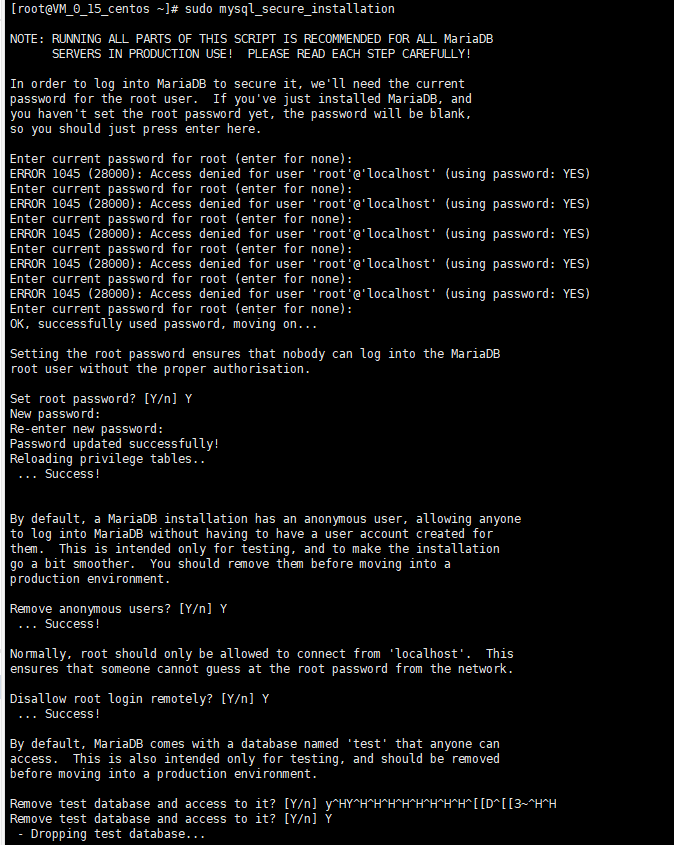 [root@VM_0_15_centos ~]# sudo mysql_secure_installation
NOTE: RUNNING ALL PARTS OF THIS SCRIPT IS RECOMMENDED FOR ALL MariaDB
SERVERS IN PRODUCTION USE!  PLEASE READ EACH STEP CAREFULLY!
In order to log into MariaDB to secure it, we'll need the current
password for the root user.  If you've just installed MariaDB, and
you haven't set the root password yet, the password will be blank,
so you should just press enter here.
Enter current password for root (enter for none):
ERROR 1045 (28000): Access denied for user 'root'@'localhost' (using password: YES)
Enter current password for root (enter for none):
ERROR 1045 (28000): Access denied for user 'root'@'localhost' (using password: YES)
Enter current password for root (enter for none):
ERROR 1045 (28000): Access denied for user 'root'@'localhost' (using password: YES)
Enter current password for root (enter for none):
ERROR 1045 (28000): Access denied for user 'root'@'localhost' (using password: YES)
Enter current password for root (enter for none):
ERROR 1045 (28000): Access denied for user 'root'@'localhost' (using password: YES)
Enter current password for root (enter for none):
OK, successfully used password, moving on...
Setting the root password ensures that nobody can log into the MariaDB
root user without the proper authorisation.
Set root password? [Y/n] Y
New password:
Re-enter new password:
Password updated successfully!
Reloading privilege tables..
... Success!
By default, a MariaDB installation has an anonymous user, allowing anyone
to log into MariaDB without having to have a user account created for
them.  This is intended only for testing, and to make the installation
go a bit smoother.  You should remove them before moving into a
production environment.
Remove anonymous users? [Y/n] Y
... Success!
Normally, root should only be allowed to connect from 'localhost'.  This
ensures that someone cannot guess at the root password from the network.
Disallow root login remotely? [Y/n] Y
... Success!
By default, MariaDB comes with a database named 'test' that anyone can
access.  This is also intended only for testing, and should be removed
before moving into a production environment.
Remove test database and access to it? [Y/n] y^HY^H^H^H^H^H^H^H^H^[[D^[[3~^H^H
Remove test database and access to it? [Y/n] Y
- Dropping test database...